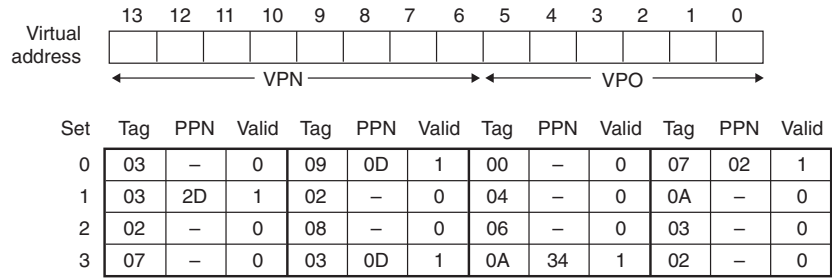 13 12 11 10 9 8 7 6 5 4 3 2 1 0
Virtual
address
VPN VPO
Set Tag PPN Valid Tag PPN Valid Tag PPN Valid Tag PPN Valid
0 03 – 0 09 0D 1 00 – 0 07 02 1
1 03 2D 1 02 – 0 04 – 0 0A – 0
2 02 – 0 08 – 0 06 – 0 03 – 0
3 07 – 0 03 0D 1 0A 34 1 02 – 0